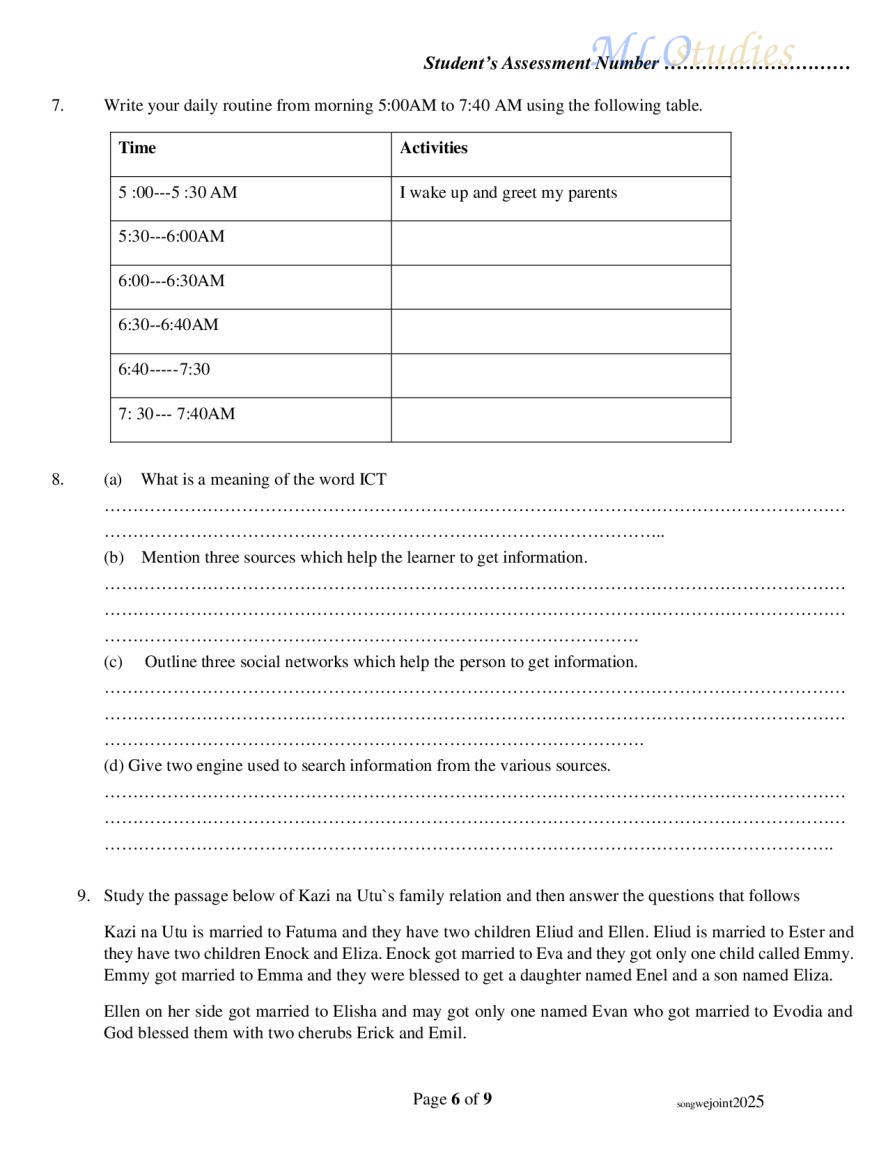 ML Studies
Student's Assessment Number ……………………………
7. Write your daily routine from morning 5:00AM to 7:40 AM using the following table.
Time Activities
5 :00---5 :30 AM I wake up and greet my parents
5:30---6:00AM
6:00---6:30AM
6:30--6:40AM
6:40-----7:30
7: 30--- 7:40AM
8. (a) What is a meaning of the word ICT
……………………………………………………………………………………………………………
………………………………………………………………………………...
(b) Mention three sources which help the learner to get information.
……………………………………………………………………………………………………………
……………………………………………………………………………………………………………
………………………………………………………………………………
(c) Outline three social networks which help the person to get information.
……………………………………………………………………………………………………………
……………………………………………………………………………………………………………
………………………………………………………………………………
(d) Give two engine used to search information from the various sources.
……………………………………………………………………………………………………………
……………………………………………………………………………………………………………
………………………………………………………………………………………………………….
9. Study the passage below of Kazi na Utu`s family relation and then answer the questions that follows
Kazi na Utu is married to Fatuma and they have two children Eliud and Ellen. Eliud is married to Ester and
they have two children Enock and Eliza. Enock got married to Eva and they got only one child called Emmy.
Emmy got married to Emma and they were blessed to get a daughter named Enel and a son named Eliza.
Ellen on her side got married to Elisha and may got only one named Evan who got married to Evodia and
God blessed them with two cherubs Erick and Emil.
Page 6 of 9
songwejoint2025